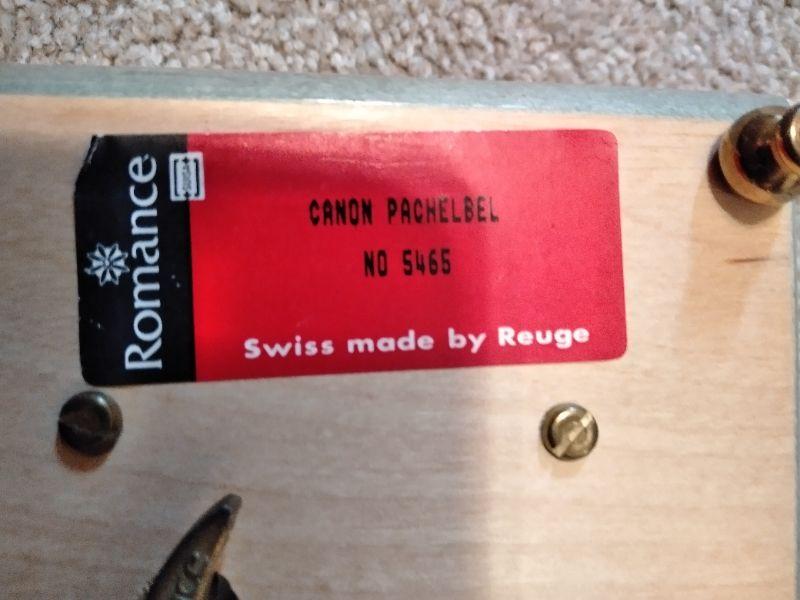 Romance
CANON PACHELBEL
NO 5465
Swiss made by Reuge